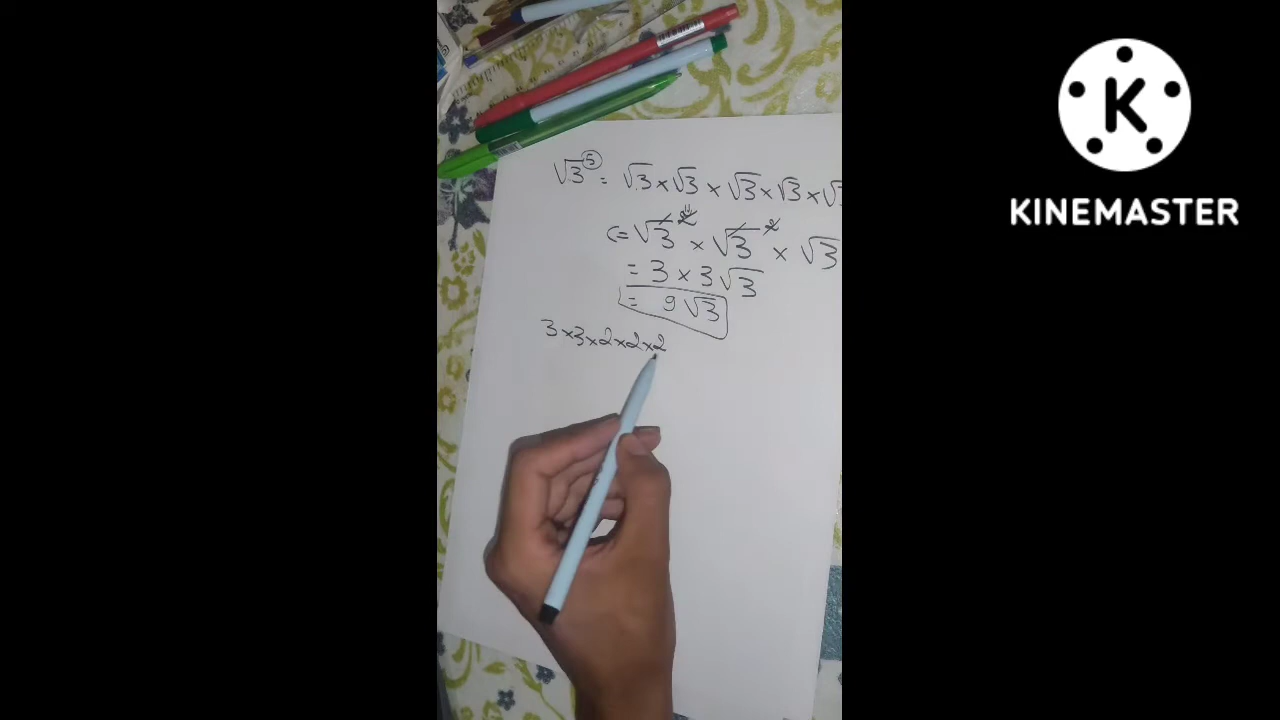 √3⁵ = √3 × √3 × √3 × √3 × √3
= √3² × √3² × √3
= 3 × 3√3
= 9√3
3 × 3 × 2 × 2 × 2
K
KINEMASTER